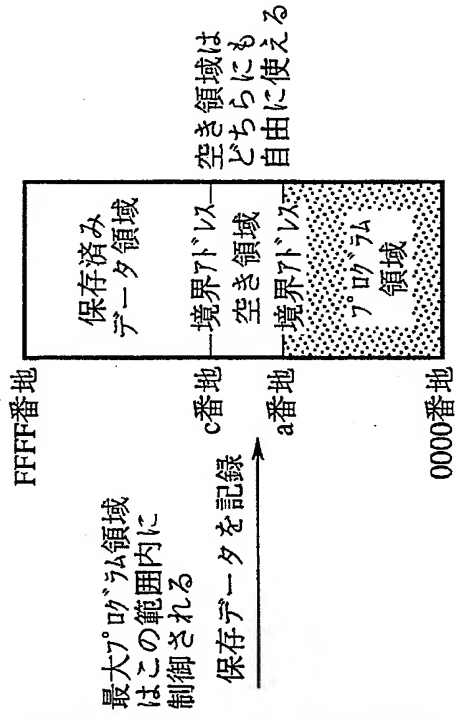 最大プログラム領域
はこの範囲内に
制御される
保存データを記録
FFFF番地
c番地
a番地
0000番地
保存済み
データ領域
境界アドレス
空き領域
境界アドレス
プログラム
領域
空き領域は
どちらにも
自由に使える